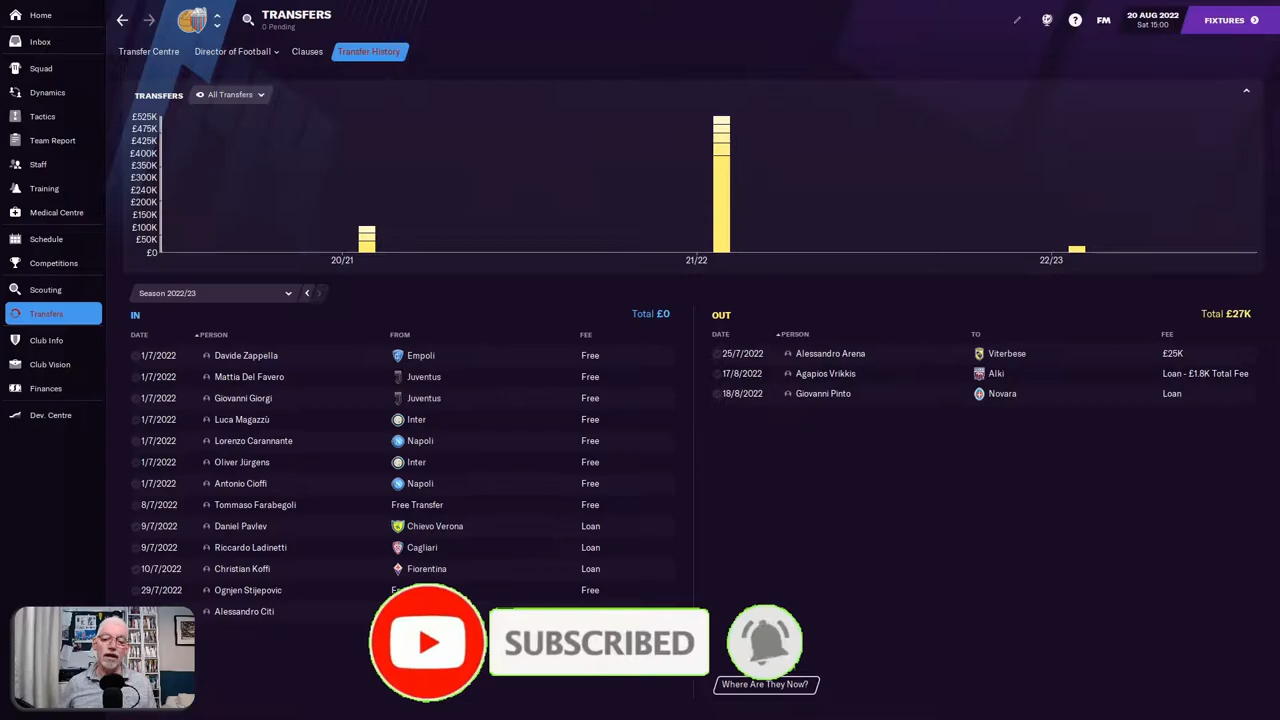 Home
Inbox
Squad
Dynamics
Tactics
Team Report
Staff
Training
Medical Centre
Schedule
Competitions
Scouting
Transfers
Club Info
Club Vision
Finances
Dev. Centre
TRANSFERS
0 Pending
FM
20 AUG 2022
Sat 15:00
FIXTURES
Transfer Centre
Director of Football
Clauses
Transfer History
TRANSFERS
All Transfers
£525K
£475K
£425K
£400K
£350K
£300K
£240K
£200K
£150K
£100K
£50K
£0
20/21
21/22
22/23
Season 2022/23
IN
Total £0
DATE PERSON FROM FEE
1/7/2022 Davide Zappella Empoli Free
1/7/2022 Mattia Del Favero Juventus Free
1/7/2022 Giovanni Giorgi Juventus Free
1/7/2022 Luca Magazzù Inter Free
1/7/2022 Lorenzo Carannante Napoli Free
1/7/2022 Oliver Jürgens Inter Free
1/7/2022 Antonio Cioffi Napoli Free
8/7/2022 Tommaso Farabegoli Free Transfer Free
9/7/2022 Daniel Pavlev Chievo Verona Loan
9/7/2022 Riccardo Ladinetti Cagliari Loan
10/7/2022 Christian Koffi Fiorentina Loan
29/7/2022 Ognjen Stijepovic Free
Alessandro Citi
OUT
Total £27K
DATE PERSON TO FEE
25/7/2022 Alessandro Arena Viterbese £25K
17/8/2022 Agapios Vrikkis Alki Loan - £1.8K Total Fee
18/8/2022 Giovanni Pinto Novara Loan
SUBSCRIBED
Where Are They Now?